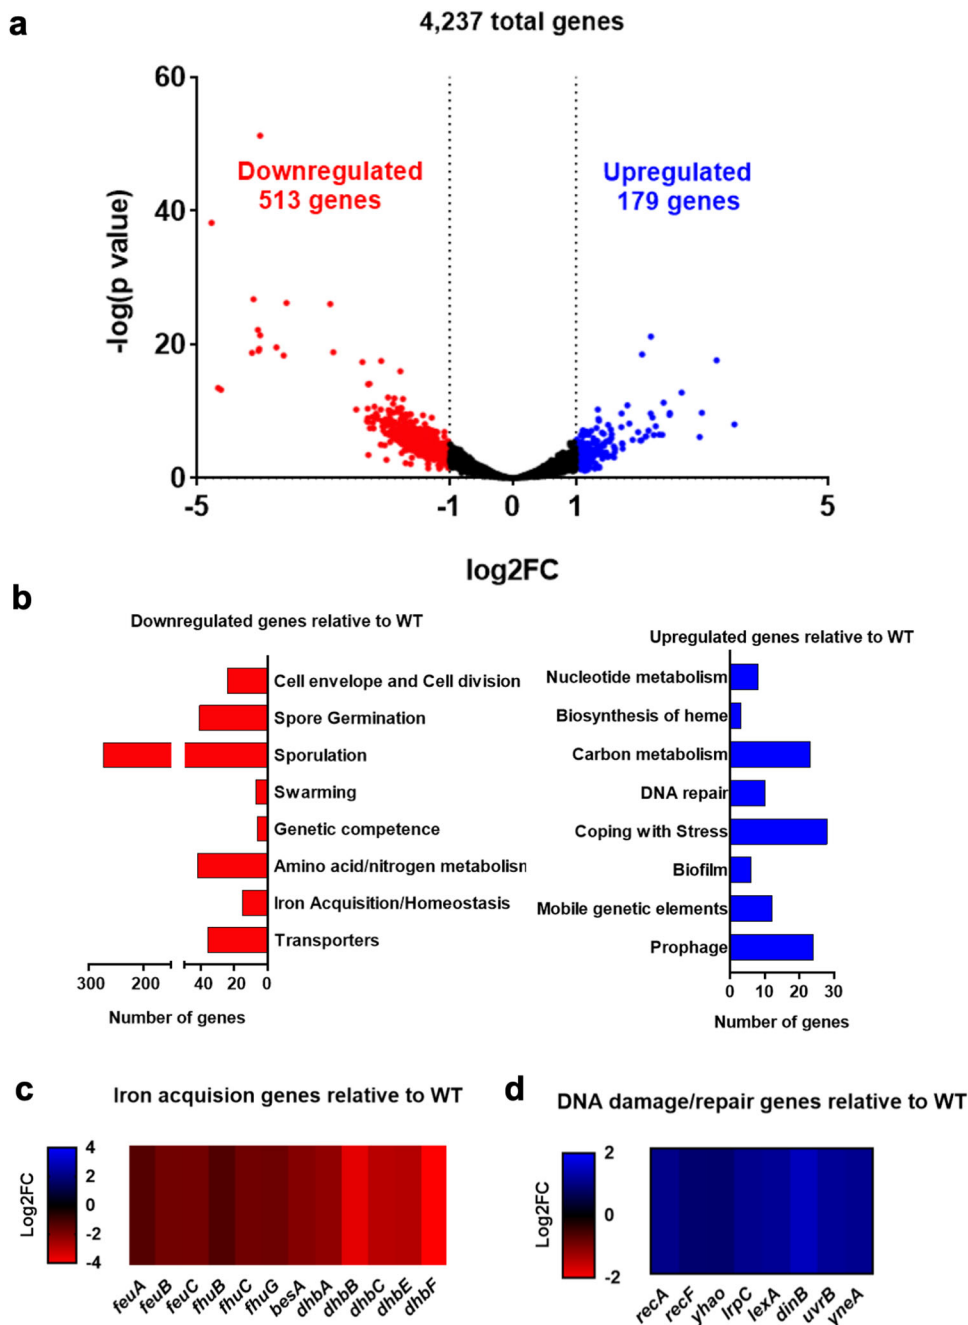 a
4,237 total genes
60
40
20
0
-log(p value)
Downregulated
513 genes
Upregulated
179 genes
-5
-1
0
1
5
log2FC
b
Downregulated genes relative to WT
Cell envelope and Cell division
Spore Germination
Sporulation
Swarming
Genetic competence
Amino acid/nitrogen metabolism
Iron Acquisition/Homeostasis
Transporters
300
200
40
20
0
Number of genes
Upregulated genes relative to WT
Nucleotide metabolism
Biosynthesis of heme
Carbon metabolism
DNA repair
Coping with Stress
Biofilm
Mobile genetic elements
Prophage
0
10
20
30
Number of genes
c
Iron acquision genes relative to WT
Log2FC
4
2
0
-2
-4
feuA
feuB
feuC
fhuB
fhuC
fhuG
besA
dhbA
dhbB
dhbC
dhbE
dhbF
d
DNA damage/repair genes relative to WT
Log2FC
2
0
-2
recA
recF
yhao
lrpC
lexA
dinB
uvrB
yneA